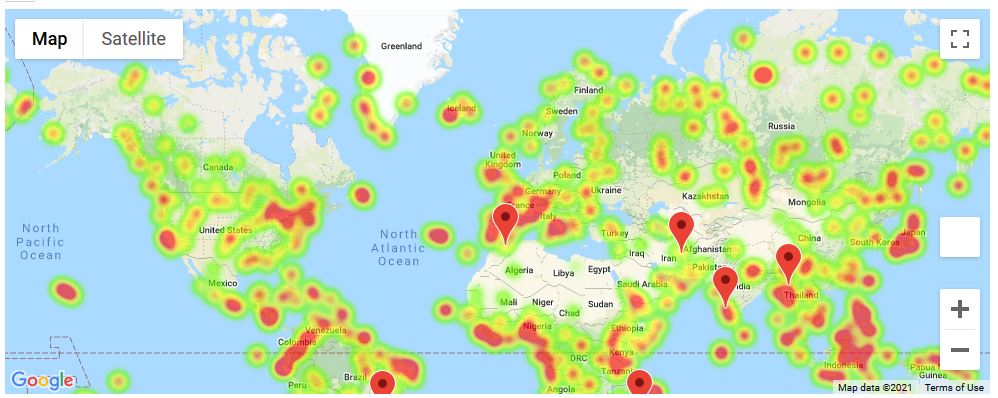 Map
Satellite
Greenland
Iceland
Finland
Sweden
Norway
Russia
Canada
United
Kingdom
Poland
Germany
Ukraine
France
Kazakhstan
Mongolia
Italy
North
Pacific
Ocean
United States
North
Atlantic
Ocean
Turkey
Afghanistan
China
South Korea
Japan
Iraq
Iran
Pakistan
Algeria
Libya
Egypt
Saudi Arabia
India
Mexico
Thailand
Mali
Niger
Sudan
Chad
Venezuela
Nigeria
Ethiopia
Colombia
Kenya
DRC
Indonesia
Papua
Guinea
Tanzania
Brazil
Peru
Angola
Google
Map data ©2021
Terms of Use